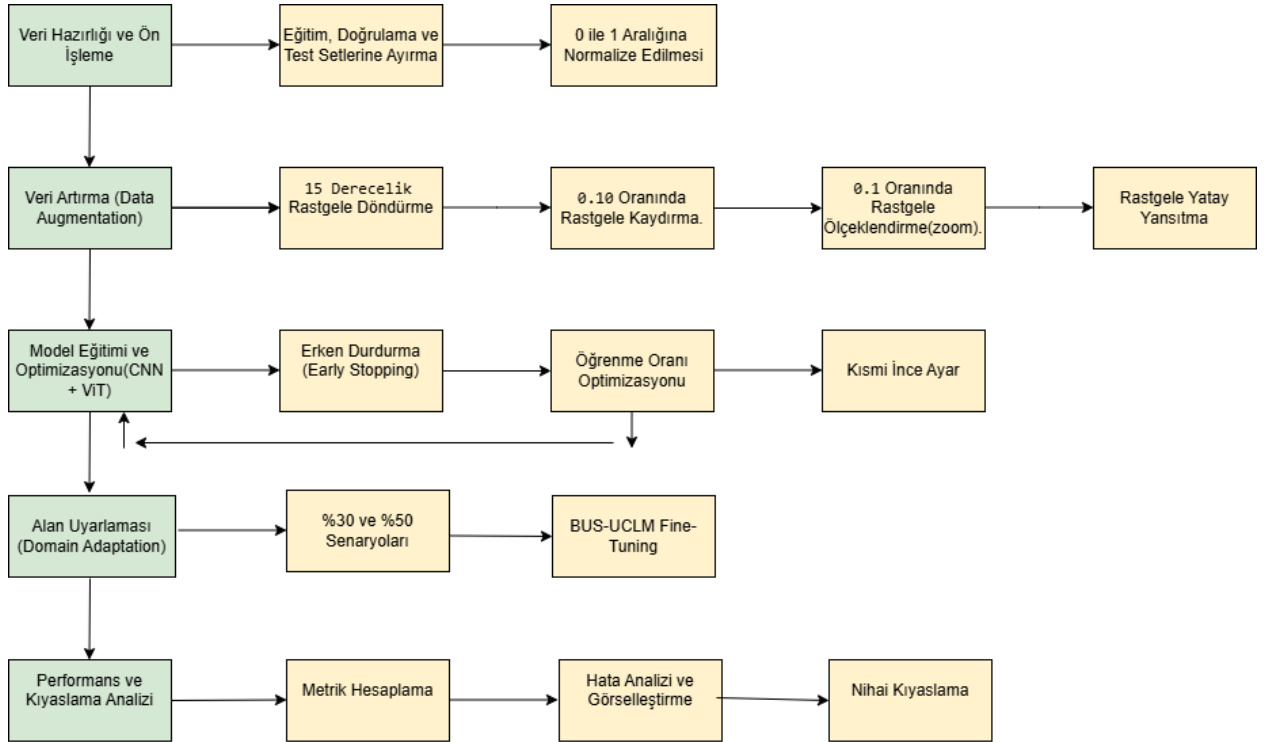 Veri Hazırlığı ve Ön
İşleme
Eğitim, Doğrulama ve
Test Setlerine Ayırma
0 ile 1 Aralığına
Normalize Edilmesi
Veri Artırma (Data
Augmentation)
15 Derecelik
Rastgele Döndürme
0.10 Oranında
Rastgele Kaydırma.
0.1 Oranında
Rastgele
Ölçeklendirme(zoom).
Rastgele Yatay
Yansıtma
Model Eğitimi ve
Optimizasyonu(CNN
+ ViT)
Erken Durdurma
(Early Stopping)
Öğrenme Oranı
Optimizasyonu
Kısmi İnce Ayar
Alan Uyarlaması
(Domain Adaptation)
%30 ve %50
Senaryoları
BUS-UCLM Fine-
Tuning
Performans ve
Kıyaslama Analizi
Metrik Hesaplama
Hata Analizi ve
Görselleştirme
Nihai Kıyaslama